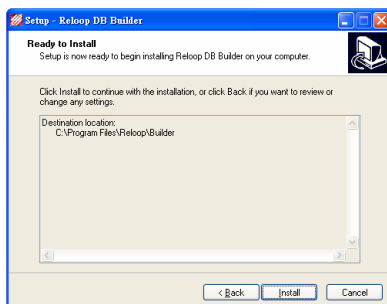 Setup - Reloop DB Builder
Ready to Install
Setup is now ready to begin installing Reloop DB Builder on your computer.
Click Install to continue with the installation, or click Back if you want to review or
change any settings.
Destination location:
C:\Program Files\Reloop\Builder
< Back
Install
Cancel